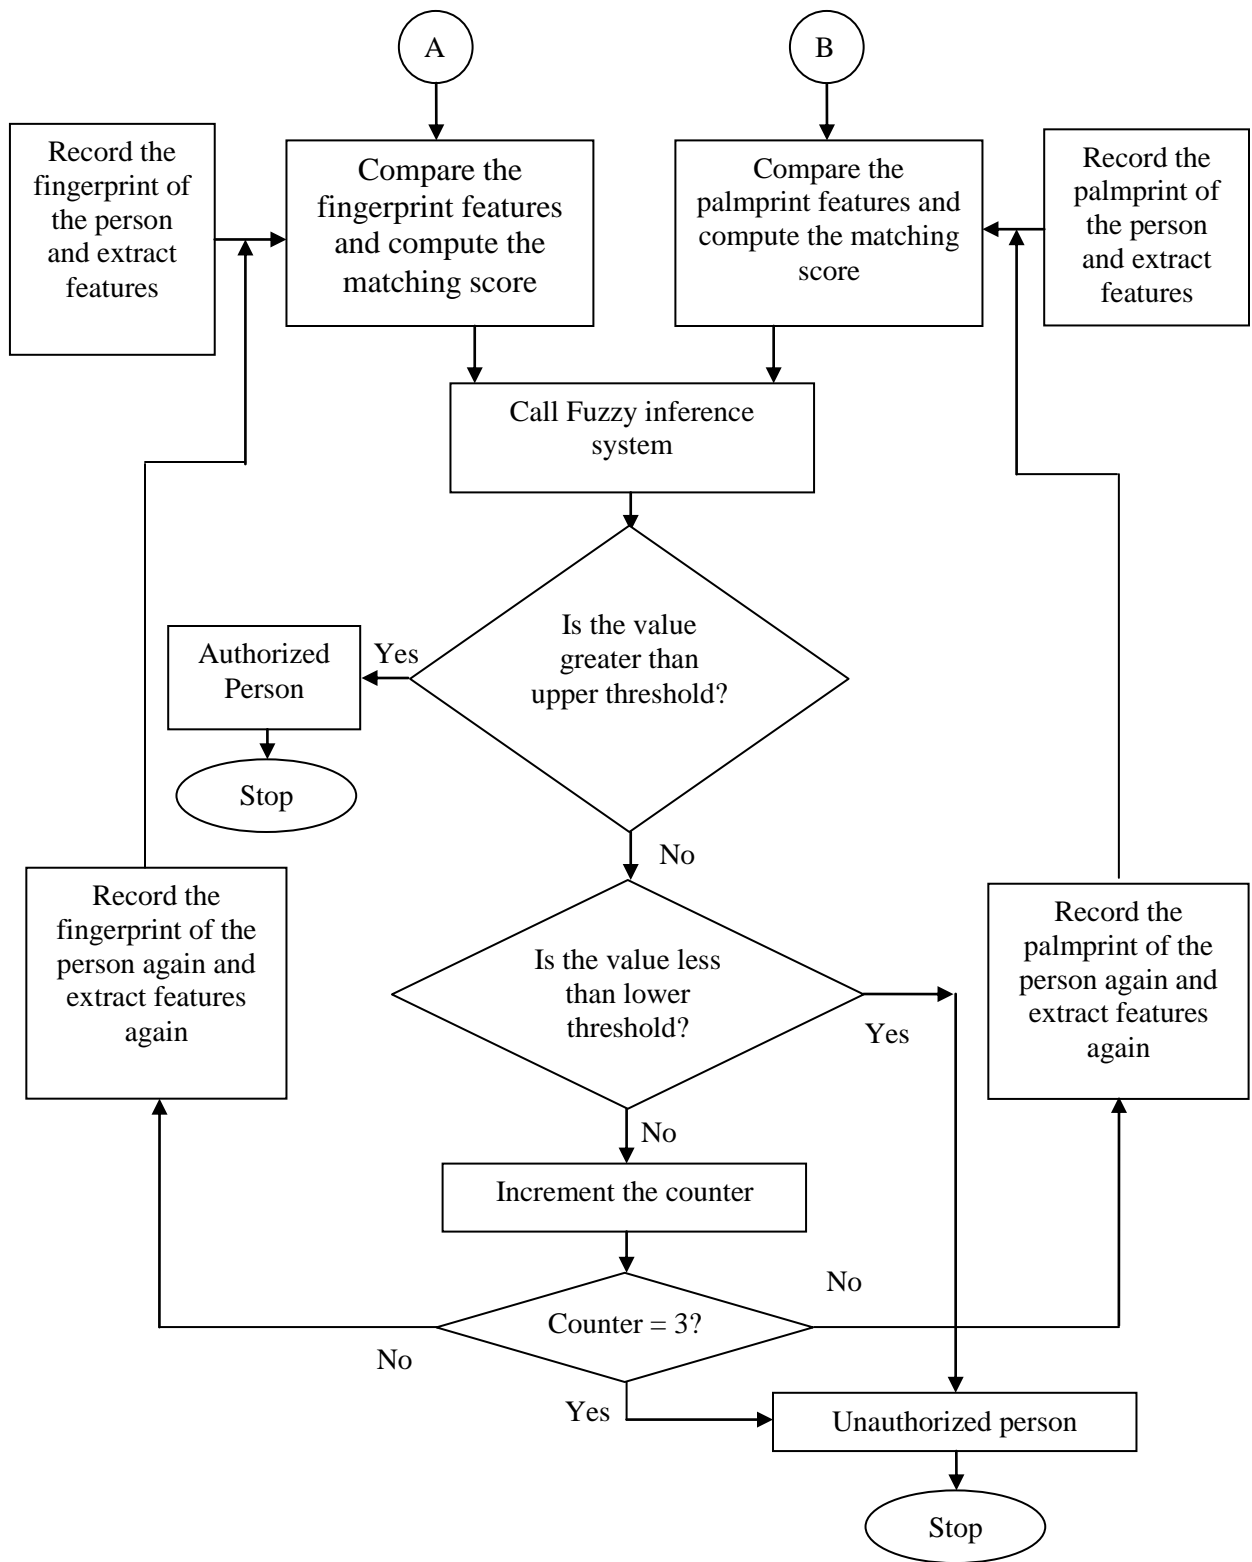 A
B
Record the
fingerprint of
the person
and extract
features
Compare the
fingerprint features
and compute the
matching score
Compare the
palmprint features and
compute the matching
score
Record the
palmprint of
the person
and extract
features
Call Fuzzy inference
system
Is the value
greater than
upper threshold?
Yes
Authorized
Person
Stop
No
Record the
fingerprint of the
person again and
extract features
again
Is the value less
than lower
threshold?
Yes
Record the
palmprint of the
person again and
extract features
again
No
Increment the counter
Counter = 3?
No
No
Yes
Unauthorized person
Stop